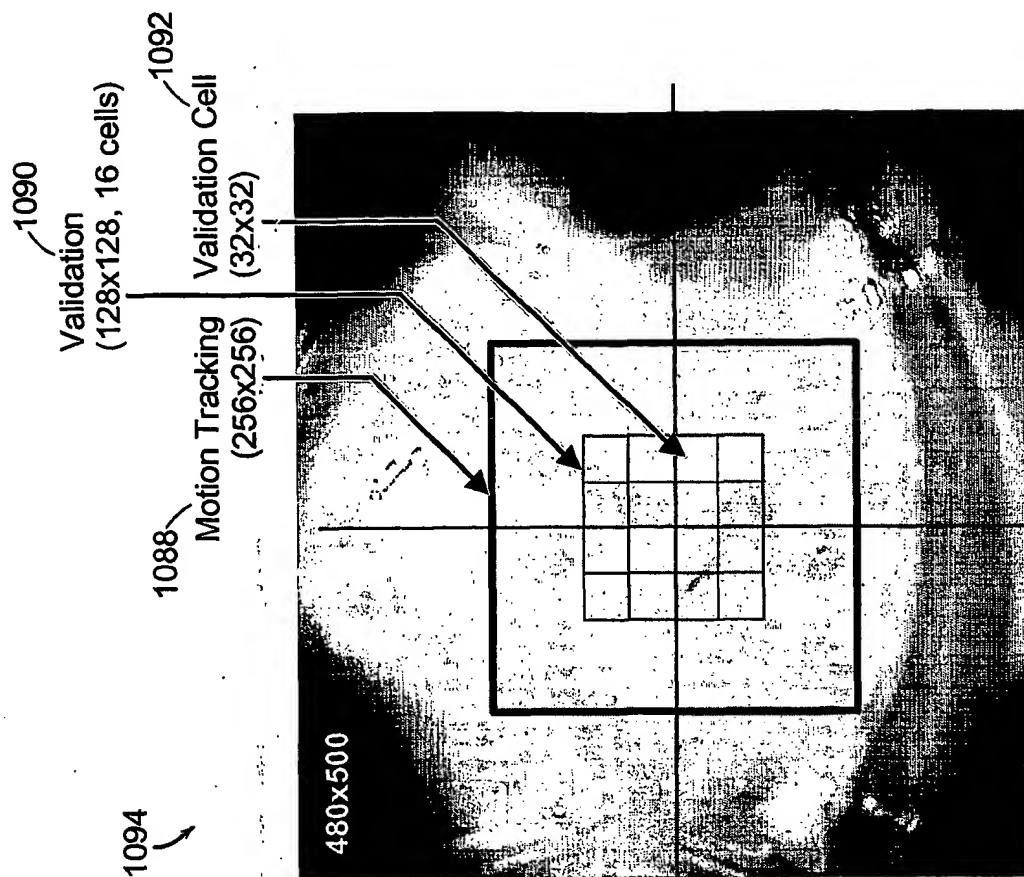 1094
1088
Motion Tracking
(256x256)
1090
Validation
(128x128, 16 cells)
1092
Validation Cell
(32x32)
480x500